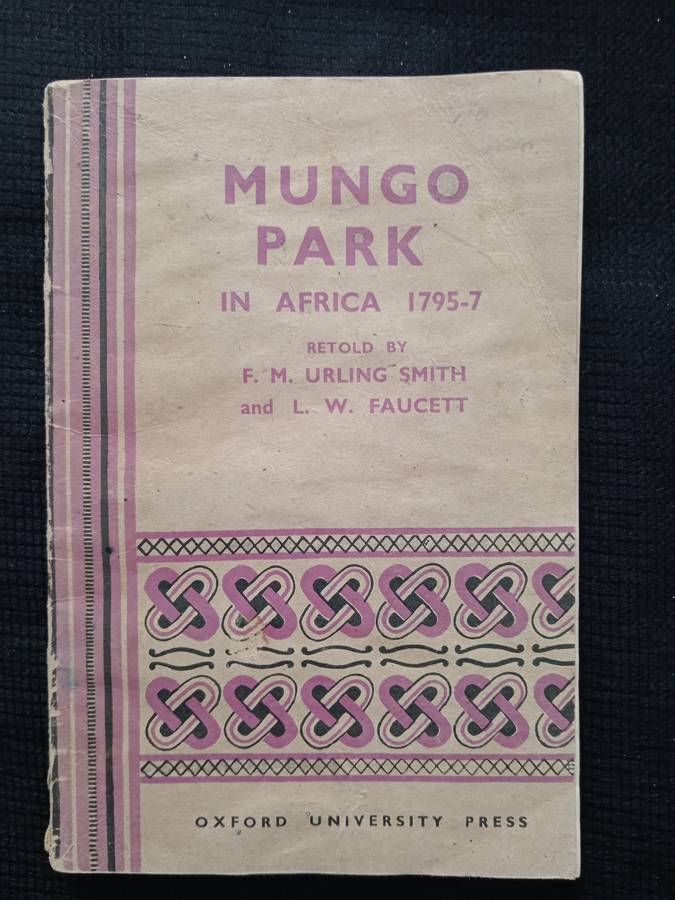 MUNGO
PARK
IN AFRICA 1795-7
RETOLD BY
F. M. URLING SMITH
and L. W. FAUCETT
OXFORD UNIVERSITY PRESS